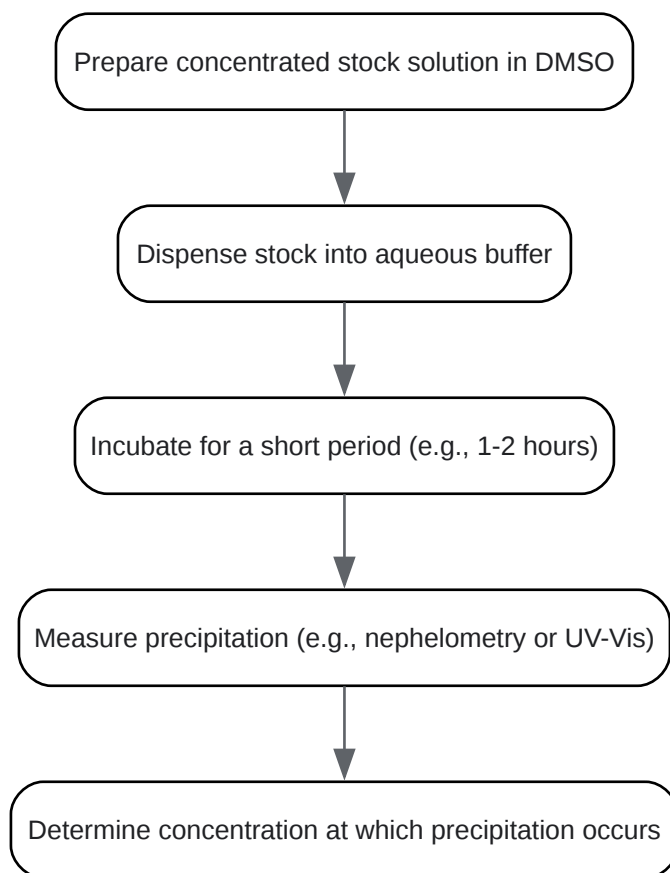 Prepare concentrated stock solution in DMSO
Dispense stock into aqueous buffer
Incubate for a short period (e.g., 1-2 hours)
Measure precipitation (e.g., nephelometry or UV-Vis)
Determine concentration at which precipitation occurs